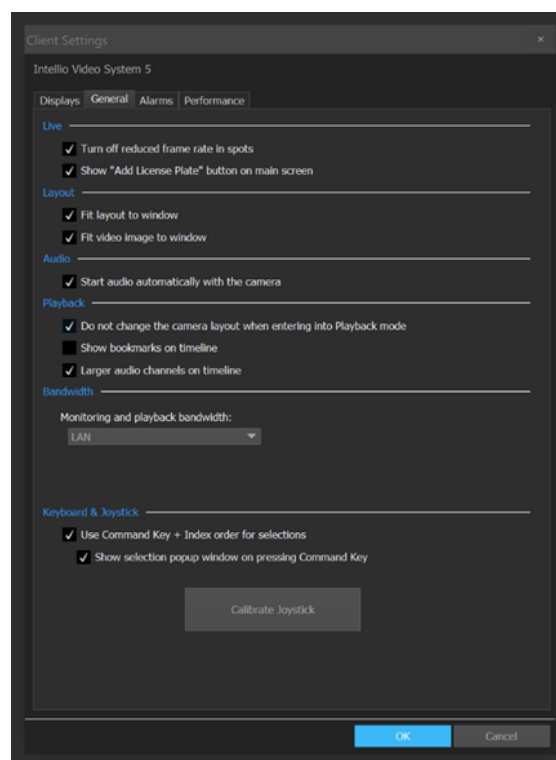 Client Settings
Intellio Video System 5
Displays General Alarms Performance
Live
Turn off reduced frame rate in spots
Show "Add License Plate" button on main screen
Layout
Fit layout to window
Fit video image to window
Audio
Start audio automatically with the camera
Playback
Do not change the camera layout when entering into Playback mode
Show bookmarks on timeline
Larger audio channels on timeline
Bandwidth
Monitoring and playback bandwidth:
LAN
Keyboard & Joystick
Use Command Key + Index order for selections
Show selection popup window on pressing Command Key
Calibrate Joystick
OK Cancel